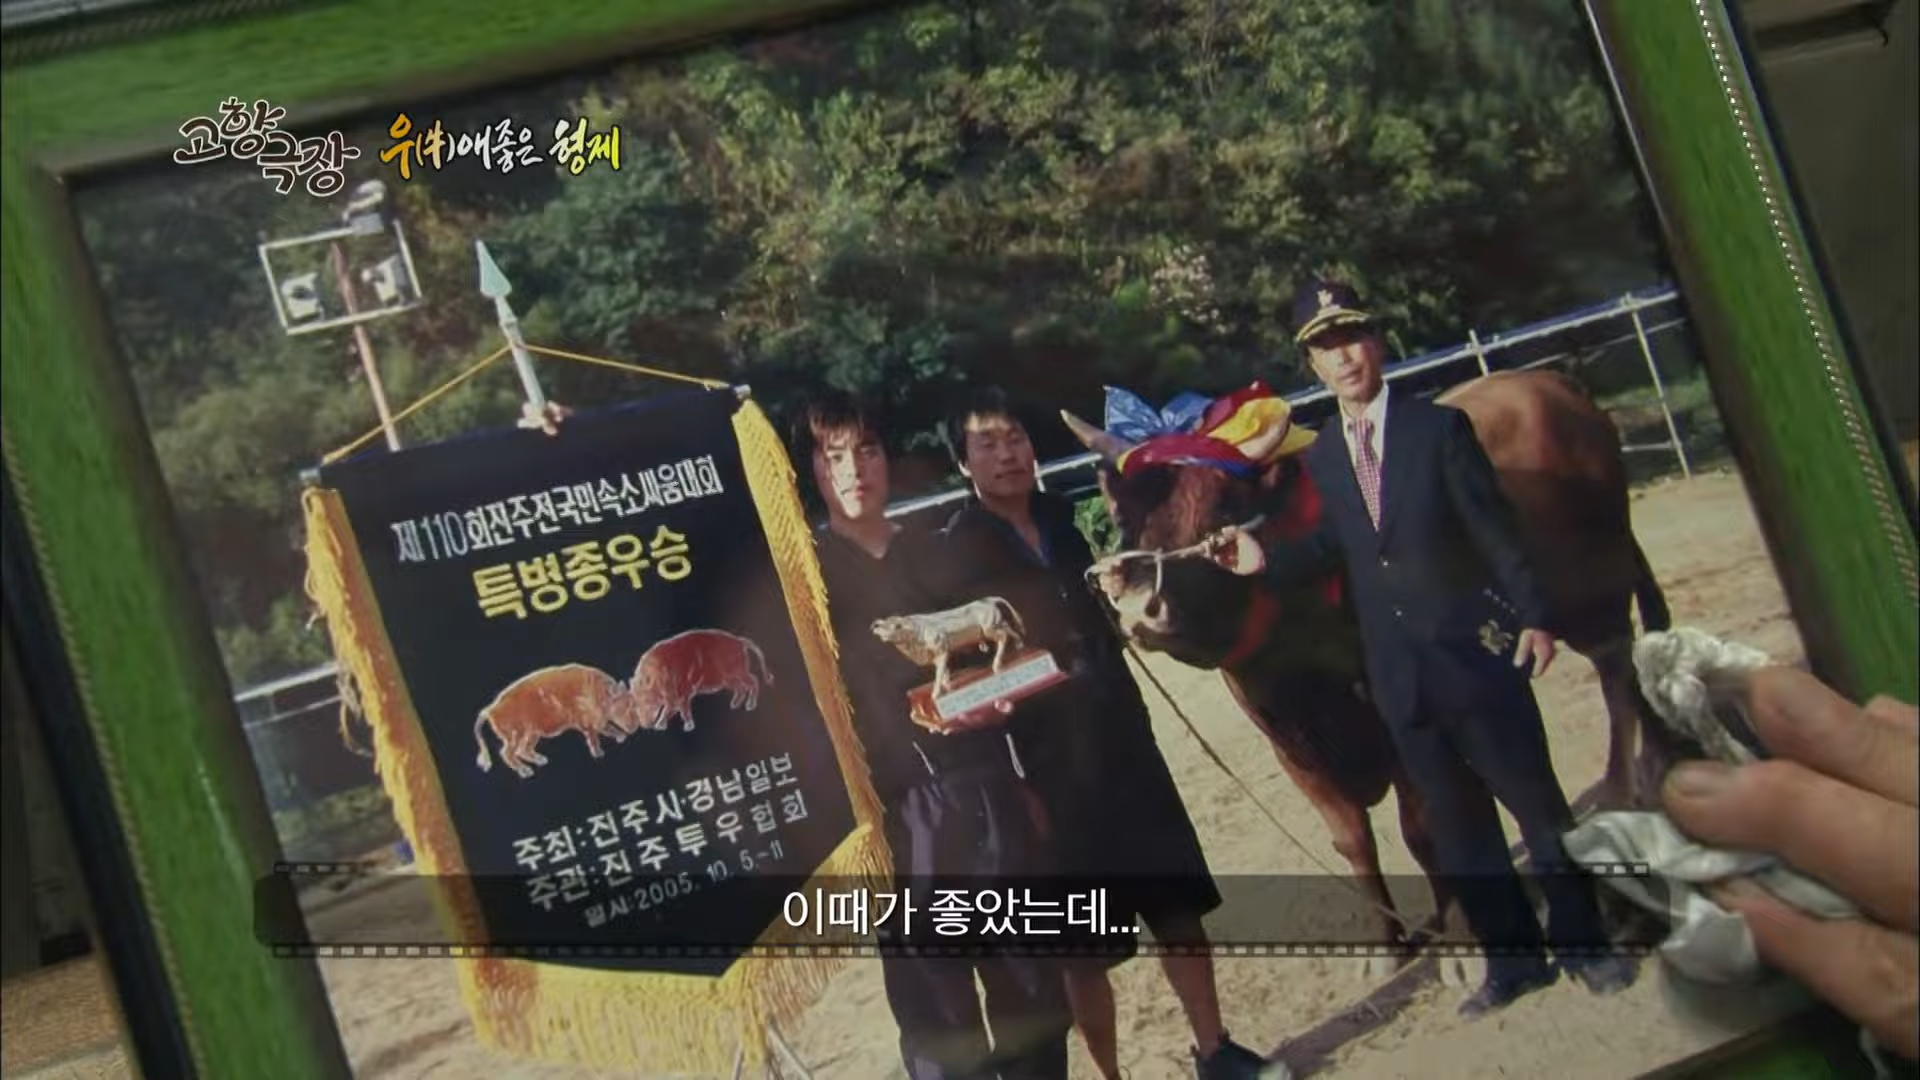 고향극장
우(牛)애좋은 형제
제110회진주전국민속소싸움대회
특별종우승
주최:진주시·경남일보
주관:진주투우협회
일시:2005. 10. 5.-11
이때가 좋았는데...